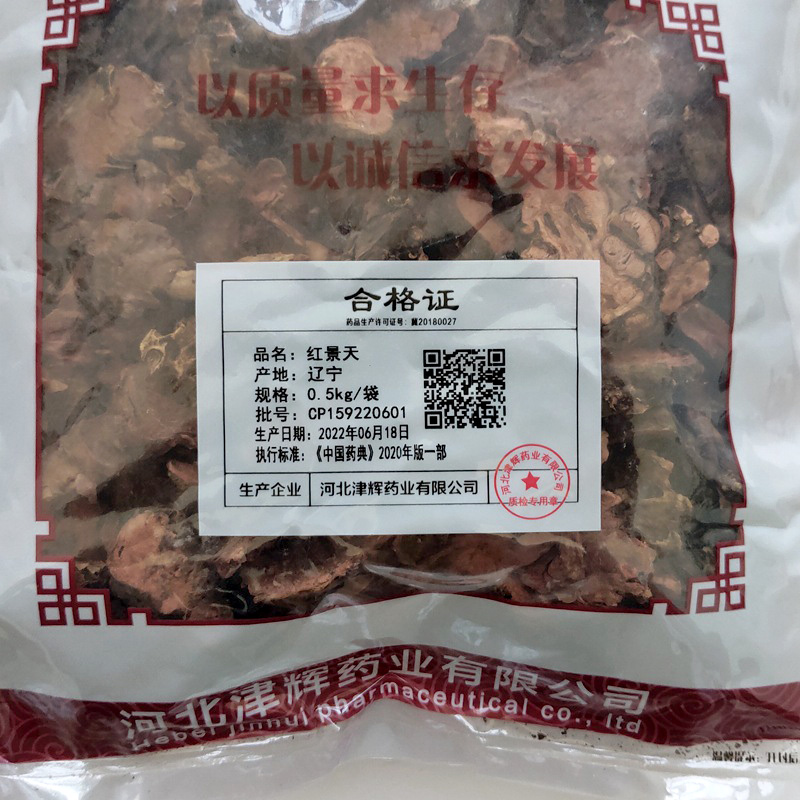 以质量求生存
以诚信求发展
合格证
药品生产许可证号：冀20180027
品名：红景天
产地：辽宁
规格：0.5kg/袋
批号：CP159220601
生产日期：2022年06月18日
执行标准：《中国药典》2020年版一部
生产企业 河北津辉药业有限公司
河北津辉药业有限公司
质检专用章
河北津辉药业有限公司
Hebei jinhui pharmaceutical co., ltd